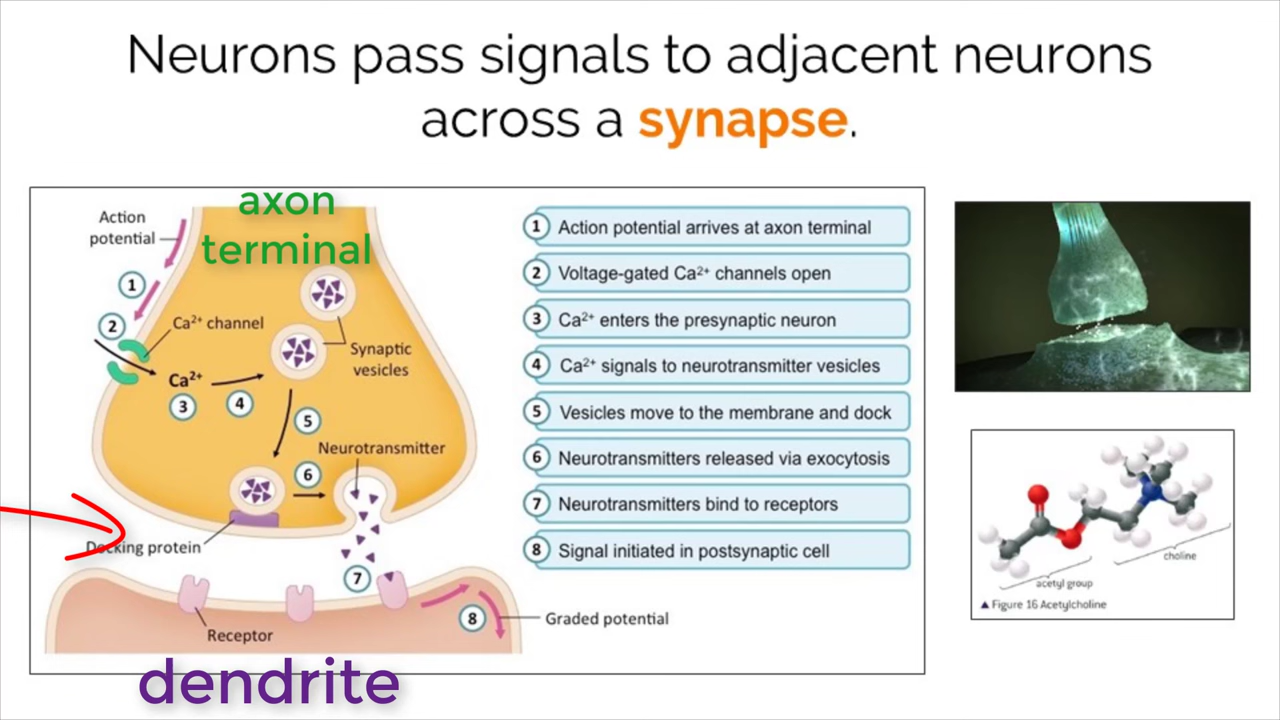 Neurons pass signals to adjacent neurons
across a synapse.
axon
terminal
Action
potential
1
2
Ca²⁺ channel
Ca²⁺
3
4
Synaptic
vesicles
5
Neurotransmitter
6
Docking protein
7
Receptor
8
Graded potential
dendrite
1 Action potential arrives at axon terminal
2 Voltage-gated Ca²⁺ channels open
3 Ca²⁺ enters the presynaptic neuron
4 Ca²⁺ signals to neurotransmitter vesicles
5 Vesicles move to the membrane and dock
6 Neurotransmitters released via exocytosis
7 Neurotransmitters bind to receptors
8 Signal initiated in postsynaptic cell
choline
acetyl group
▲ Figure 16 Acetylcholine